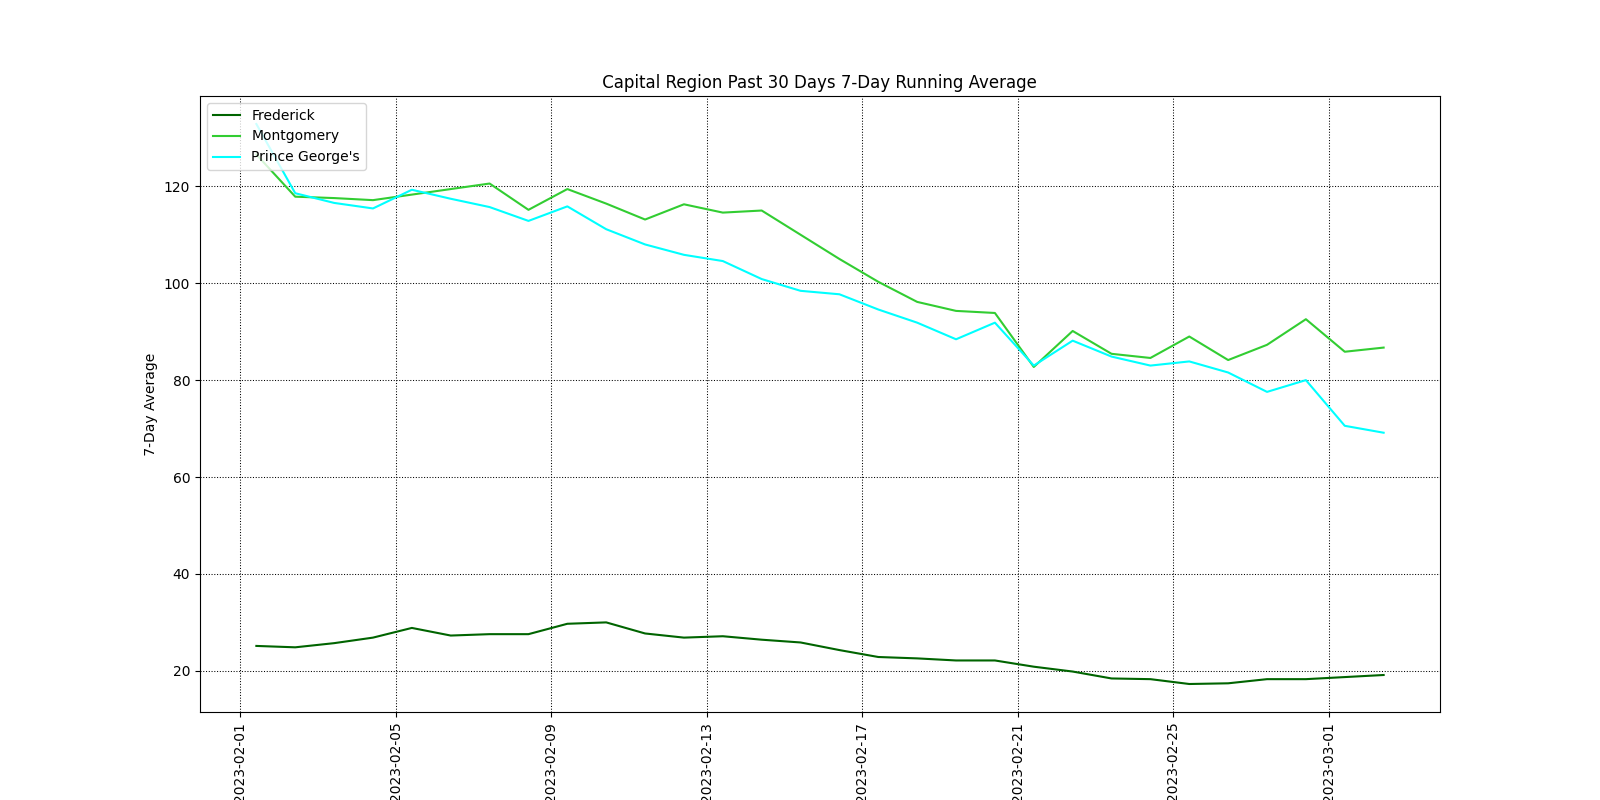 Capital Region Past 30 Days 7-Day Running Average
Frederick
Montgomery
Prince George's
120
100
80
60
40
20
7-Day Average
2023-02-01
2023-02-05
2023-02-09
2023-02-13
2023-02-17
2023-02-21
2023-02-25
2023-03-01